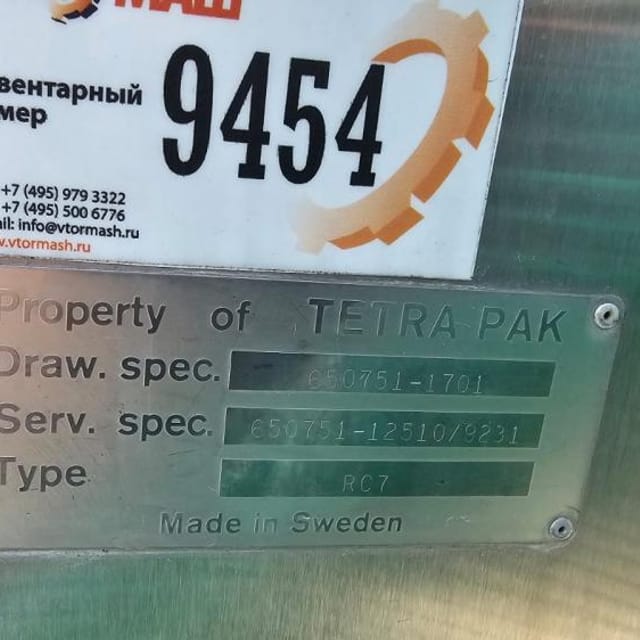 МАШ
вентарный
мер
9454
+7 (495) 979 3322
+7 (495) 500 6776
il: info@vtormash.ru
.vtormash.ru
Property of TETRA PAK
Draw. spec. 650751-1701
Serv. spec. 650751-12510/9231
Type RC7
Made in Sweden